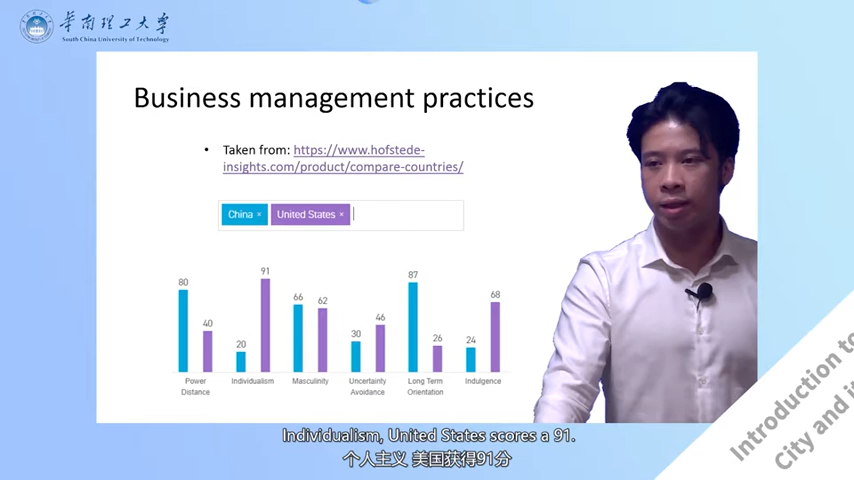 华南理工大学
South China University of Technology
Business management practices
• Taken from: https://www.hofstede-
insights.com/product/compare-countries/
China × United States ×
80 40 20 91 66 62 30 46 87 26 24 68
Power
Distance
Individualism
Masculinity
Uncertainty
Avoidance
Long Term
Orientation
Indulgence
Introduction to
City and
Individualism, United States scores a 91.
个人主义 美国获得91分